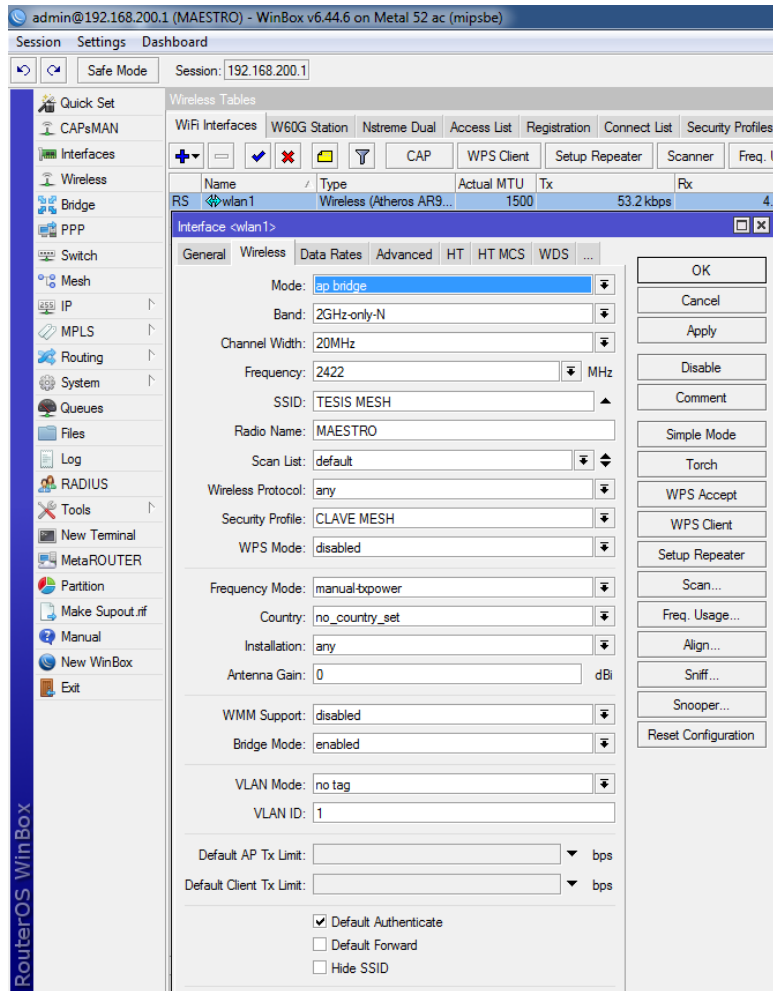 admin@192.168.200.1 (MAESTRO) - WinBox v6.44.6 on Metal 52 ac (mipsbe)
Session Settings Dashboard
Safe Mode Session: 192.168.200.1
Quick Set
CAPsMAN
Interfaces
Wireless
Bridge
PPP
Switch
Mesh
IP
MPLS
Routing
System
Queues
Files
Log
RADIUS
Tools
New Terminal
MetaROUTER
Partition
Make Supout.rif
Manual
New WinBox
Exit
RouterOS WinBox
Wireless Tables
WiFi Interfaces W60G Station Nstreme Dual Access List Registration Connect List Security Profiles
CAP WPS Client Setup Repeater Scanner Freq.
Name / Type Actual MTU Tx Rx
RS wlan1 Wireless (Atheros AR9... 1500 53.2 kbps 4.
Interface <wlan1>
General Wireless Data Rates Advanced HT HT MCS WDS ...
Mode: ap bridge
Band: 2GHz-only-N
Channel Width: 20MHz
Frequency: 2422 MHz
SSID: TESIS MESH
Radio Name: MAESTRO
Scan List: default
Wireless Protocol: any
Security Profile: CLAVE MESH
WPS Mode: disabled
Frequency Mode: manual-txpower
Country: no_country_set
Installation: any
Antenna Gain: 0 dBi
WMM Support: disabled
Bridge Mode: enabled
VLAN Mode: no tag
VLAN ID: 1
Default AP Tx Limit: bps
Default Client Tx Limit: bps
Default Authenticate
Default Forward
Hide SSID
OK
Cancel
Apply
Disable
Comment
Simple Mode
Torch
WPS Accept
WPS Client
Setup Repeater
Scan...
Freq. Usage...
Align...
Sniff...
Snooper...
Reset Configuration